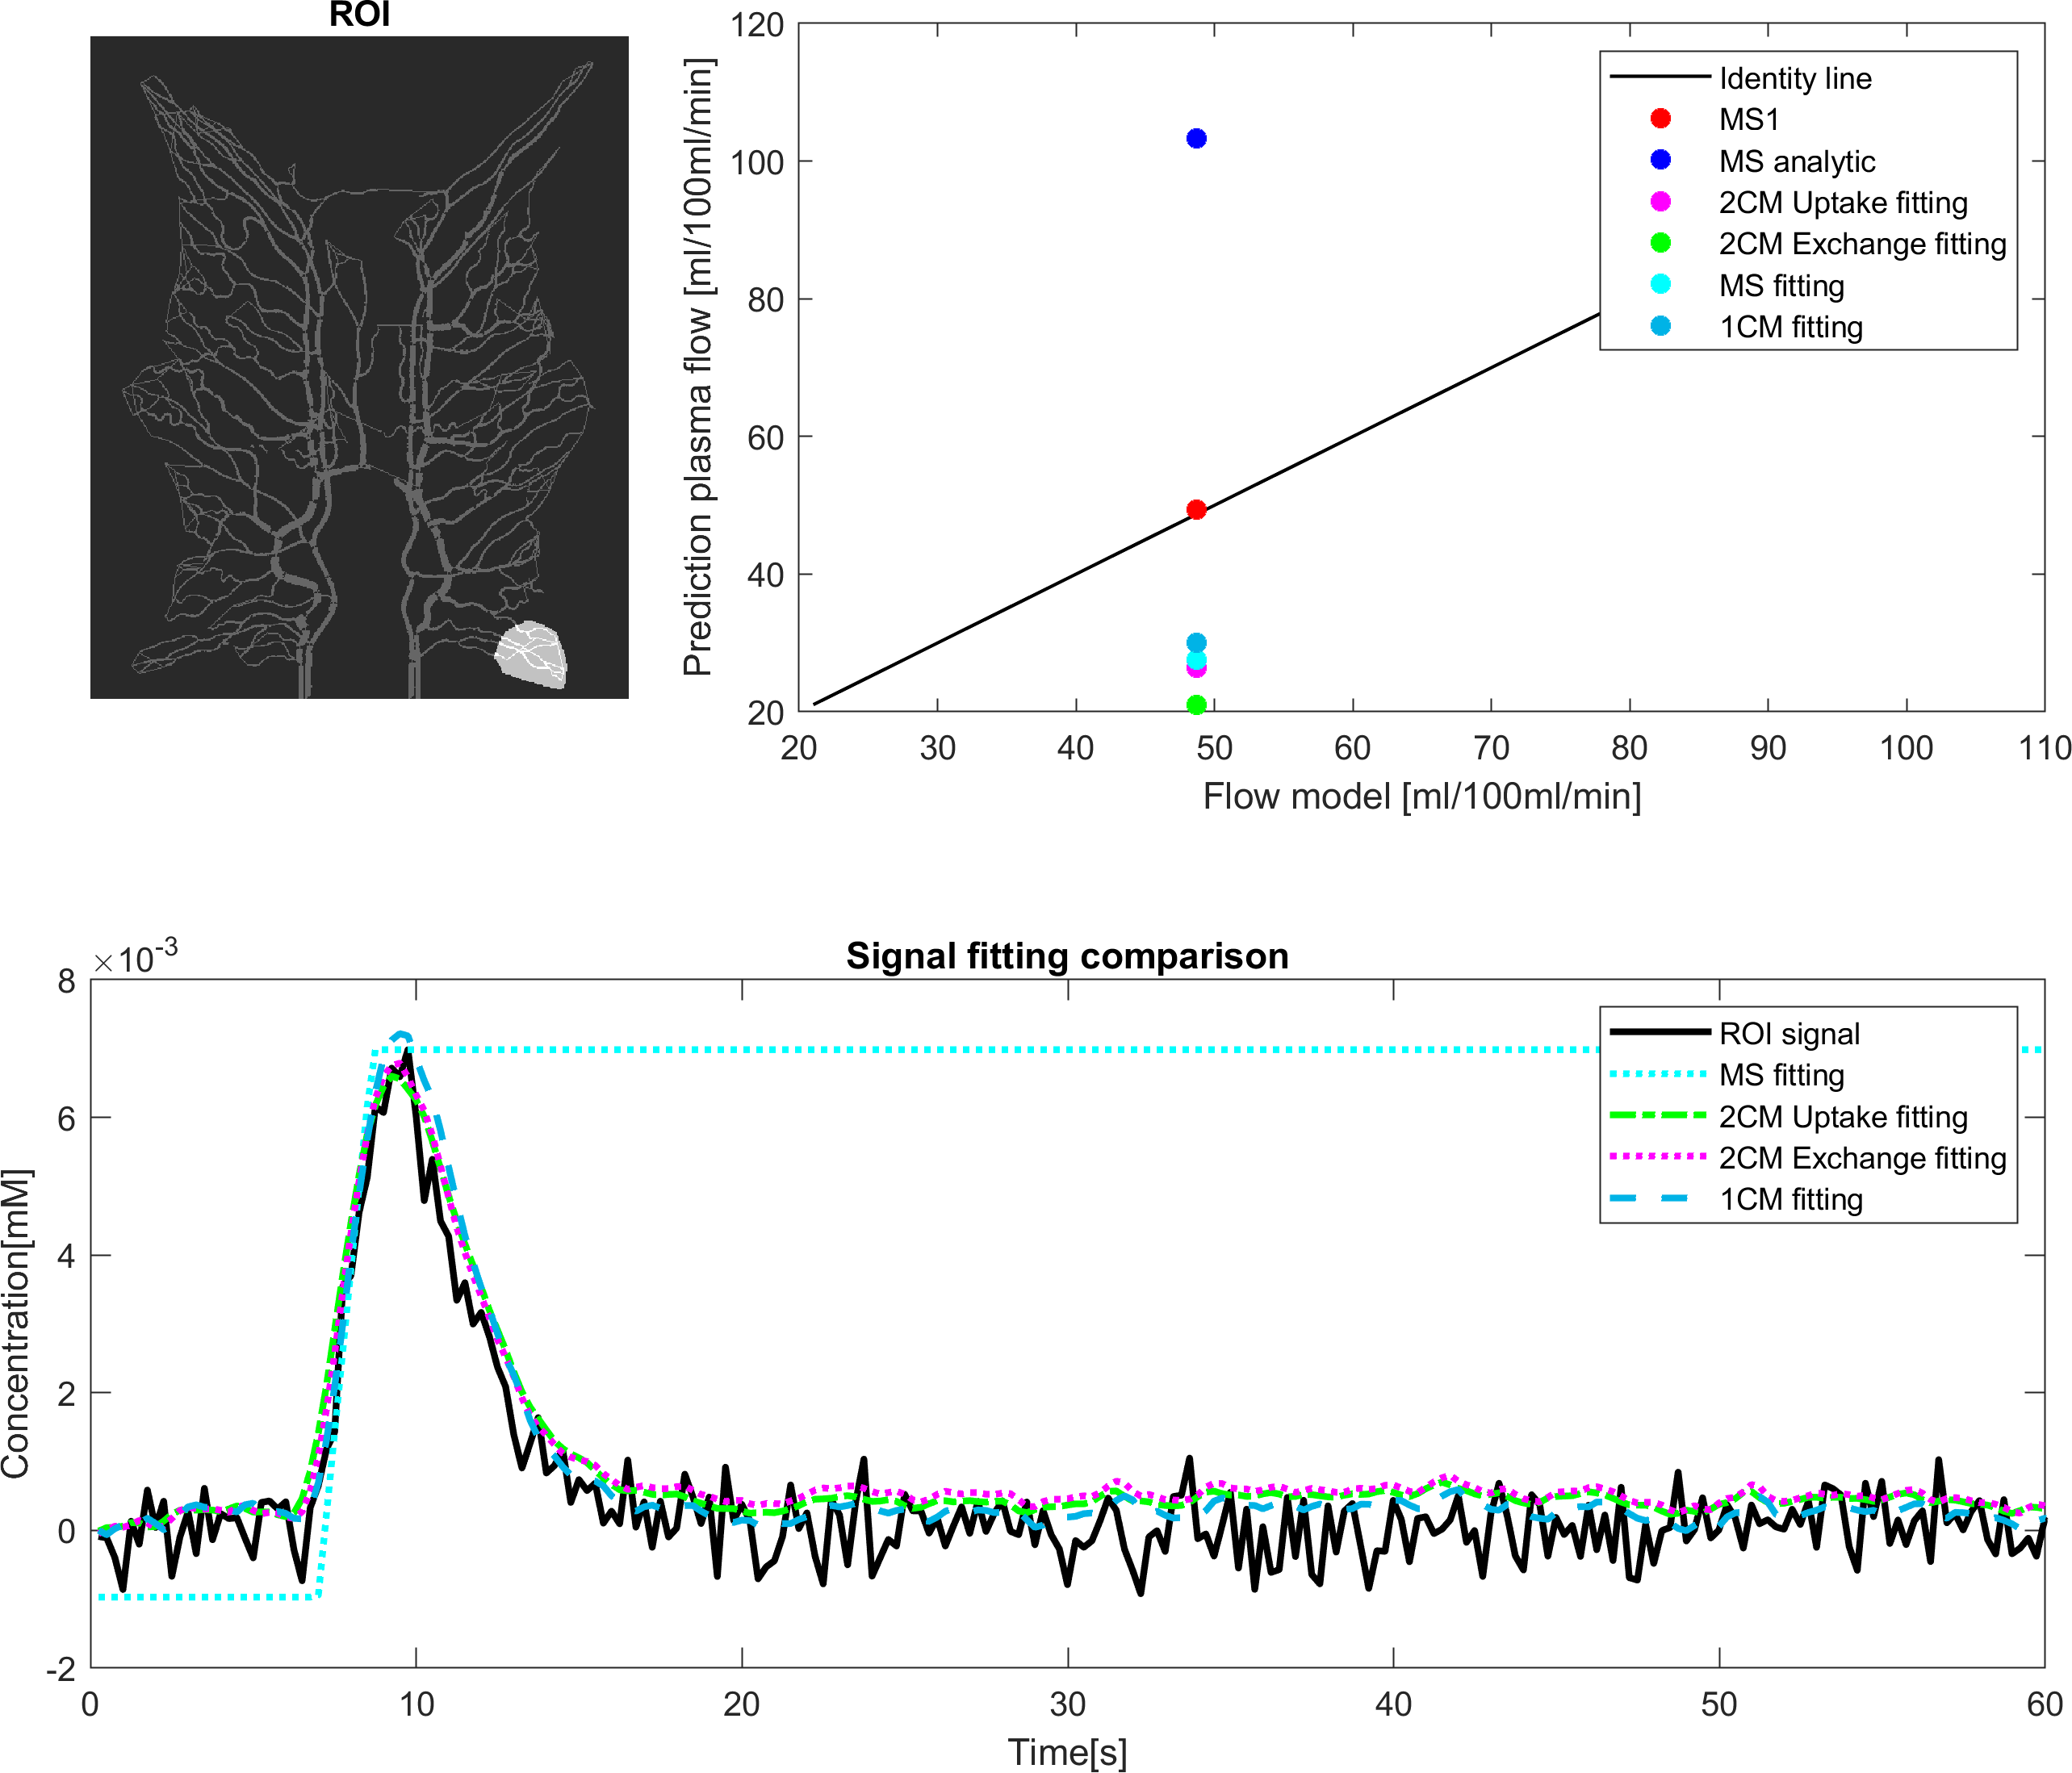 ROI
Prediction plasma flow [ml/100ml/min]
120
100
80
60
40
20
20 30 40 50 60 70 80 90 100 110
Flow model [ml/100ml/min]
Identity line
MS1
MS analytic
2CM Uptake fitting
2CM Exchange fitting
MS fitting
1CM fitting
Signal fitting comparison
×10-3
Concentration[mM]
8
6
4
2
0
-2
0 10 20 30 40 50 60
Time[s]
ROI signal
MS fitting
2CM Uptake fitting
2CM Exchange fitting
1CM fitting